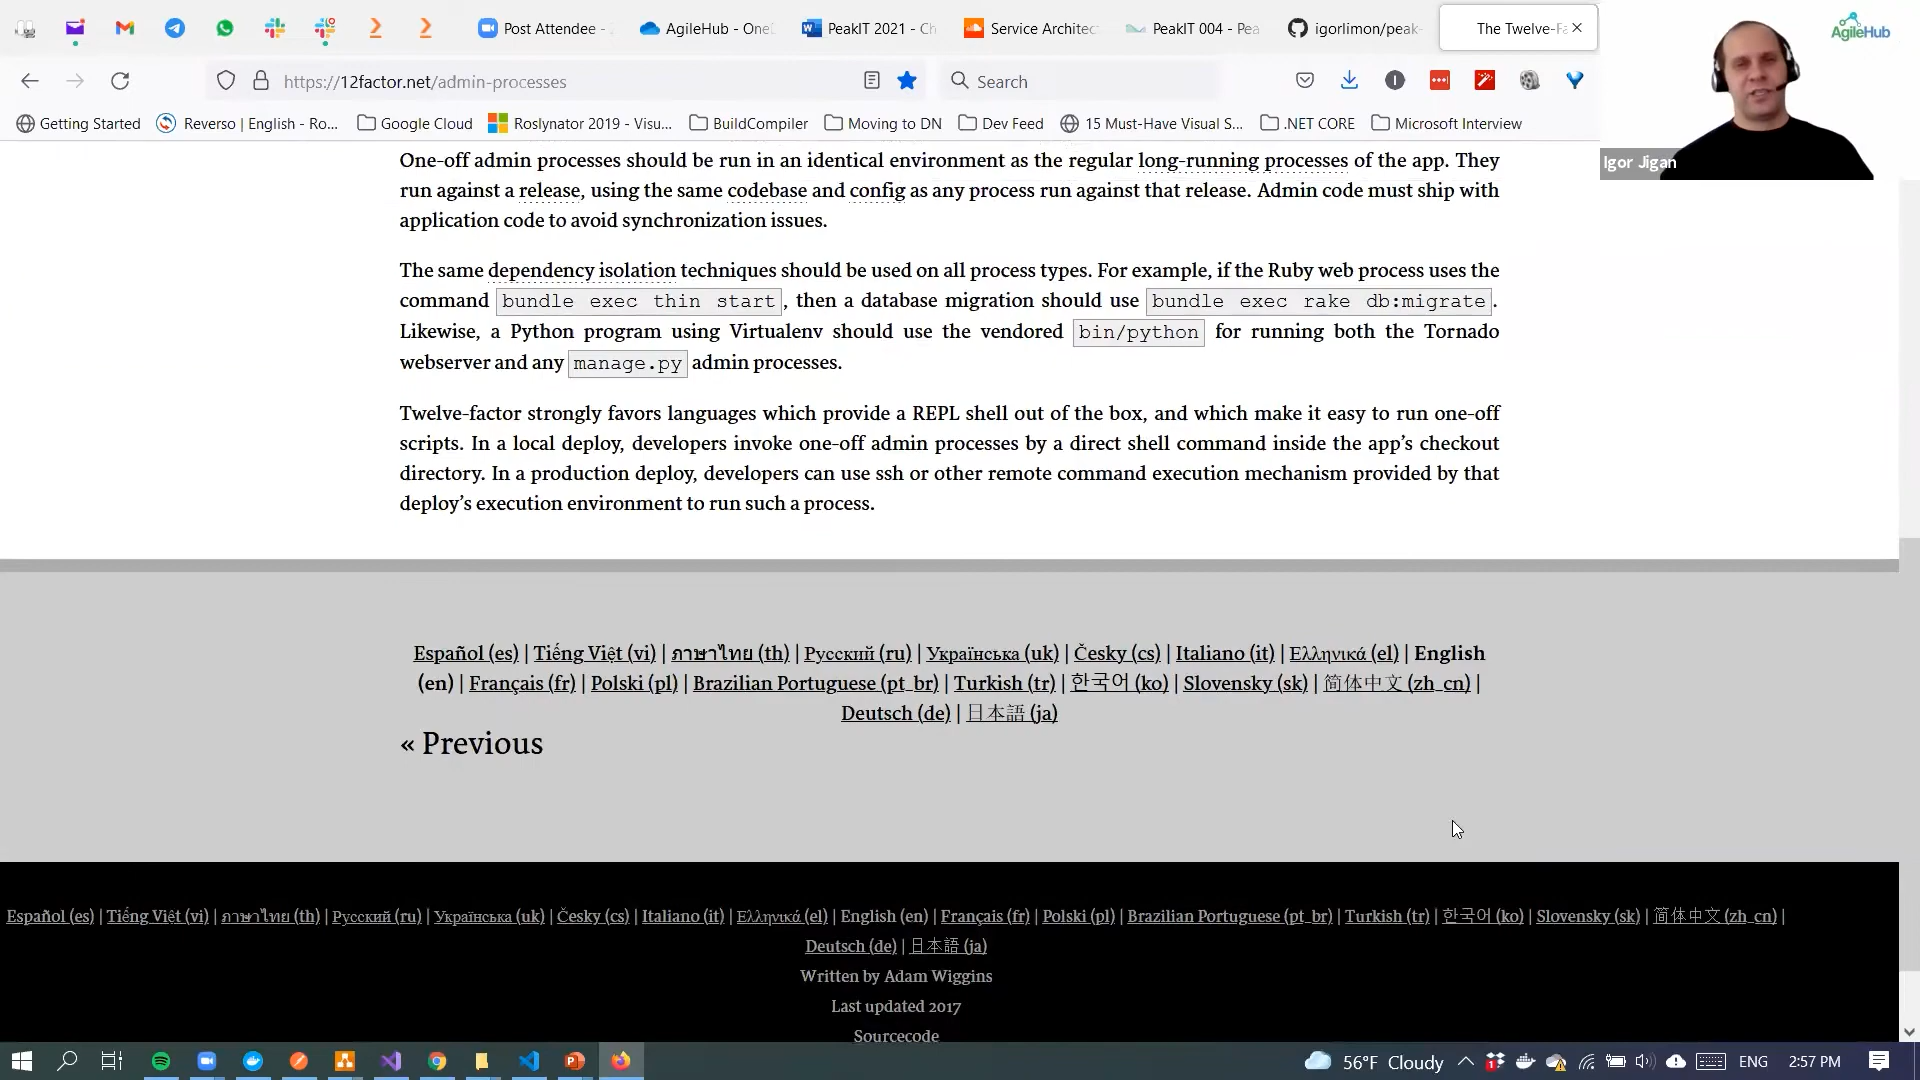 Post Attendee -
AgileHub - OneD
PeakIT 2021 - Ch
Service Architect
PeakIT 004 - Pea
igorlimon/peak-
The Twelve-Fa
AgileHub
https://12factor.net/admin-processes
Search
Getting Started
Reverso | English - Ro...
Google Cloud
Roslynator 2019 - Visu...
BuildCompiler
Moving to DN
Dev Feed
15 Must-Have Visual S...
.NET CORE
Microsoft Interview
Igor Jigan
One-off admin processes should be run in an identical environment as the regular long-running processes of the app. They
run against a release, using the same codebase and config as any process run against that release. Admin code must ship with
application code to avoid synchronization issues.
The same dependency isolation techniques should be used on all process types. For example, if the Ruby web process uses the
command bundle exec thin start, then a database migration should use bundle exec rake db:migrate.
Likewise, a Python program using Virtualenv should use the vendored bin/python for running both the Tornado
webserver and any manage.py admin processes.
Twelve-factor strongly favors languages which provide a REPL shell out of the box, and which make it easy to run one-off
scripts. In a local deploy, developers invoke one-off admin processes by a direct shell command inside the app’s checkout
directory. In a production deploy, developers can use ssh or other remote command execution mechanism provided by that
deploy’s execution environment to run such a process.
Español (es) | Tiếng Việt (vi) | ภาษาไทย (th) | Русский (ru) | Українська (uk) | Česky (cs) | Italiano (it) | Ελληνικά (el) | English
(en) | Français (fr) | Polski (pl) | Brazilian Portuguese (pt_br) | Turkish (tr) | 한국어 (ko) | Slovensky (sk) | 简体中文 (zh_cn) |
Deutsch (de) | 日本語 (ja)
« Previous
Español (es) | Tiếng Việt (vi) | ภาษาไทย (th) | Русский (ru) | Українська (uk) | Česky (cs) | Italiano (it) | Ελληνικά (el) | English (en) | Français (fr) | Polski (pl) | Brazilian Portuguese (pt_br) | Turkish (tr) | 한국어 (ko) | Slovensky (sk) | 简体中文 (zh_cn) |
Deutsch (de) | 日本語 (ja)
Written by Adam Wiggins
Last updated 2017
Sourcecode
56°F Cloudy
ENG
2:57 PM